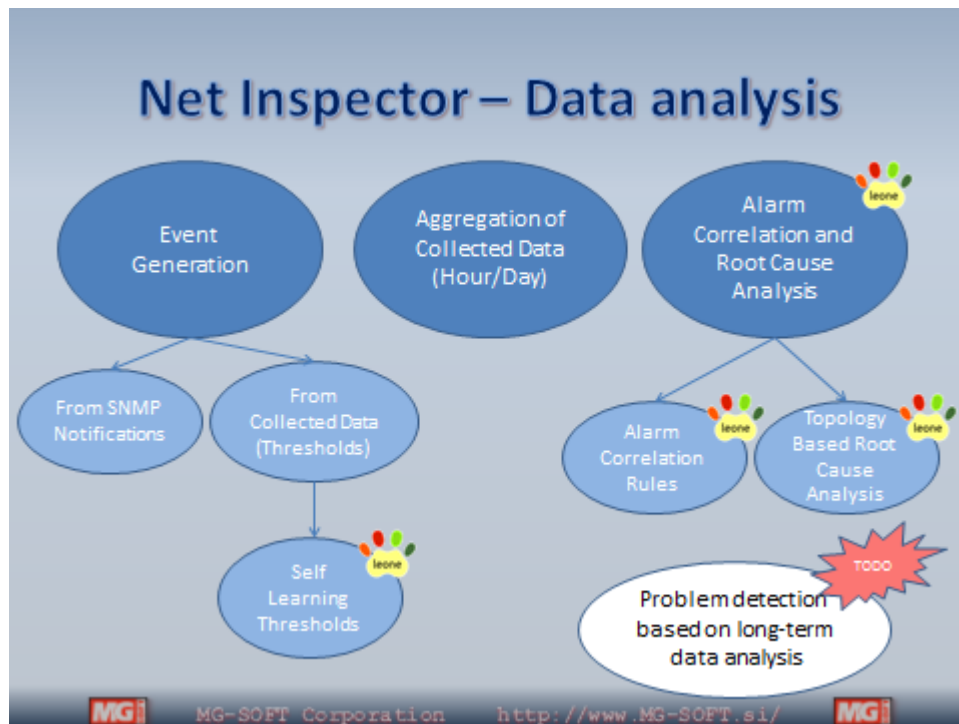 Net Inspector – Data analysis
Event
Generation
Aggregation of
Collected Data
(Hour/Day)
leone
Alarm
Correlation and
Root Cause
Analysis
From SNMP
Notifications
From
Collected Data
(Thresholds)
leone
Alarm
Correlation
Rules
leone
Topology
Based Root
Cause
Analysis
leone
Self
Learning
Thresholds
TODO
Problem detection
based on long-term
data analysis
MG MG-SOFT Corporation http://www.MG-SOFT.si/ MG